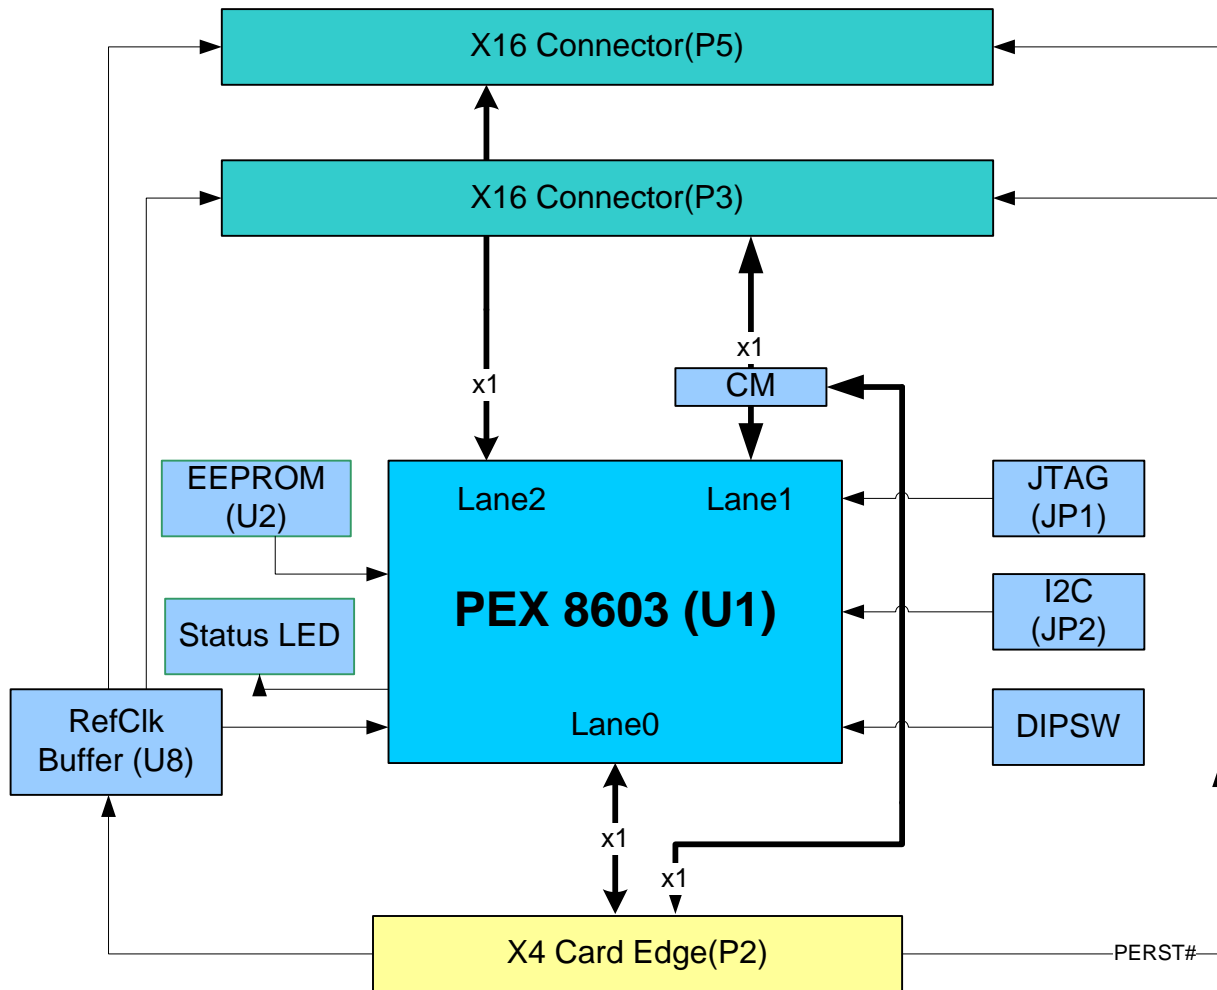 X16 Connector(P5)
X16 Connector(P3)
x1
CM
x1
EEPROM
(U2)
Lane2
Lane1
JTAG
(JP1)
PEX 8603 (U1)
I2C
(JP2)
Status LED
RefClk
Buffer (U8)
Lane0
DIPSW
x1
x1
X4 Card Edge(P2)
PERST#